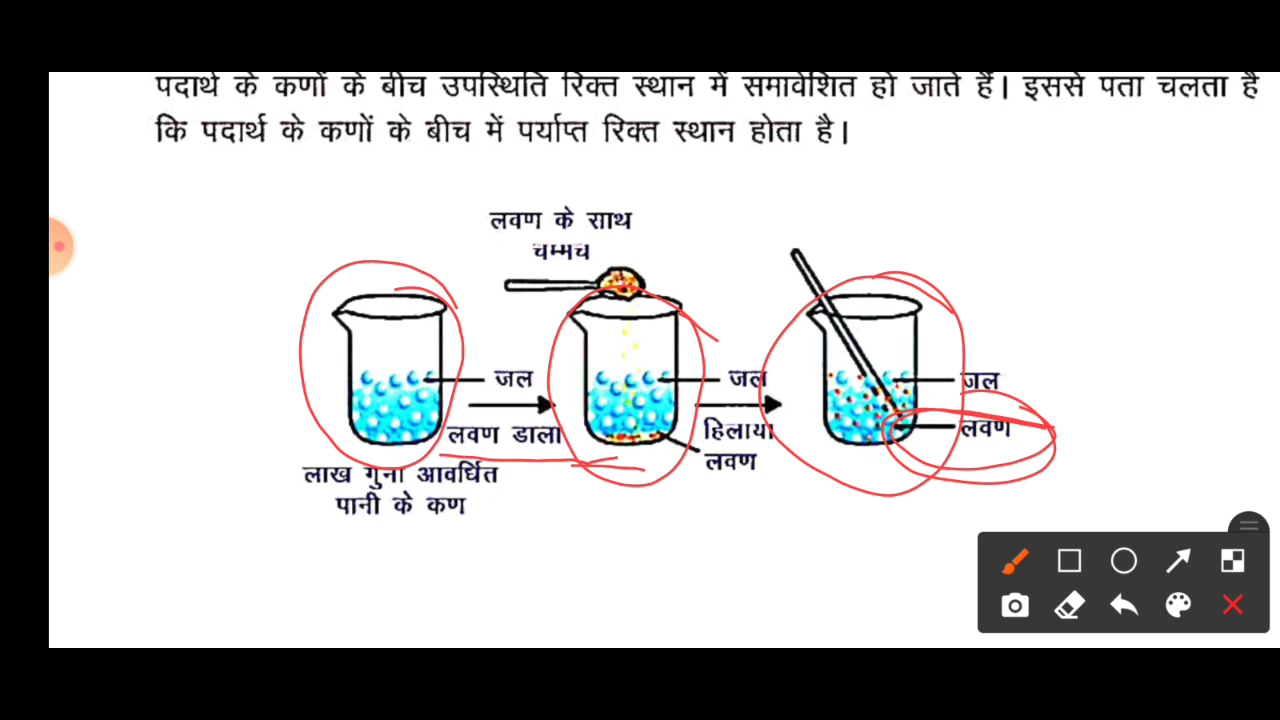 पदार्थ के कणों के बीच उपस्थिति रिक्त स्थान में समावेशित हो जाते हैं। इससे पता चलता है
कि पदार्थ के कणों के बीच में पर्याप्त रिक्त स्थान होता है।
लवण के साथ
चम्मच
जल
जल
जल
लवण डाला
हिलाया
लवण
लवण
लाख गुना आवर्धित
पानी के कण